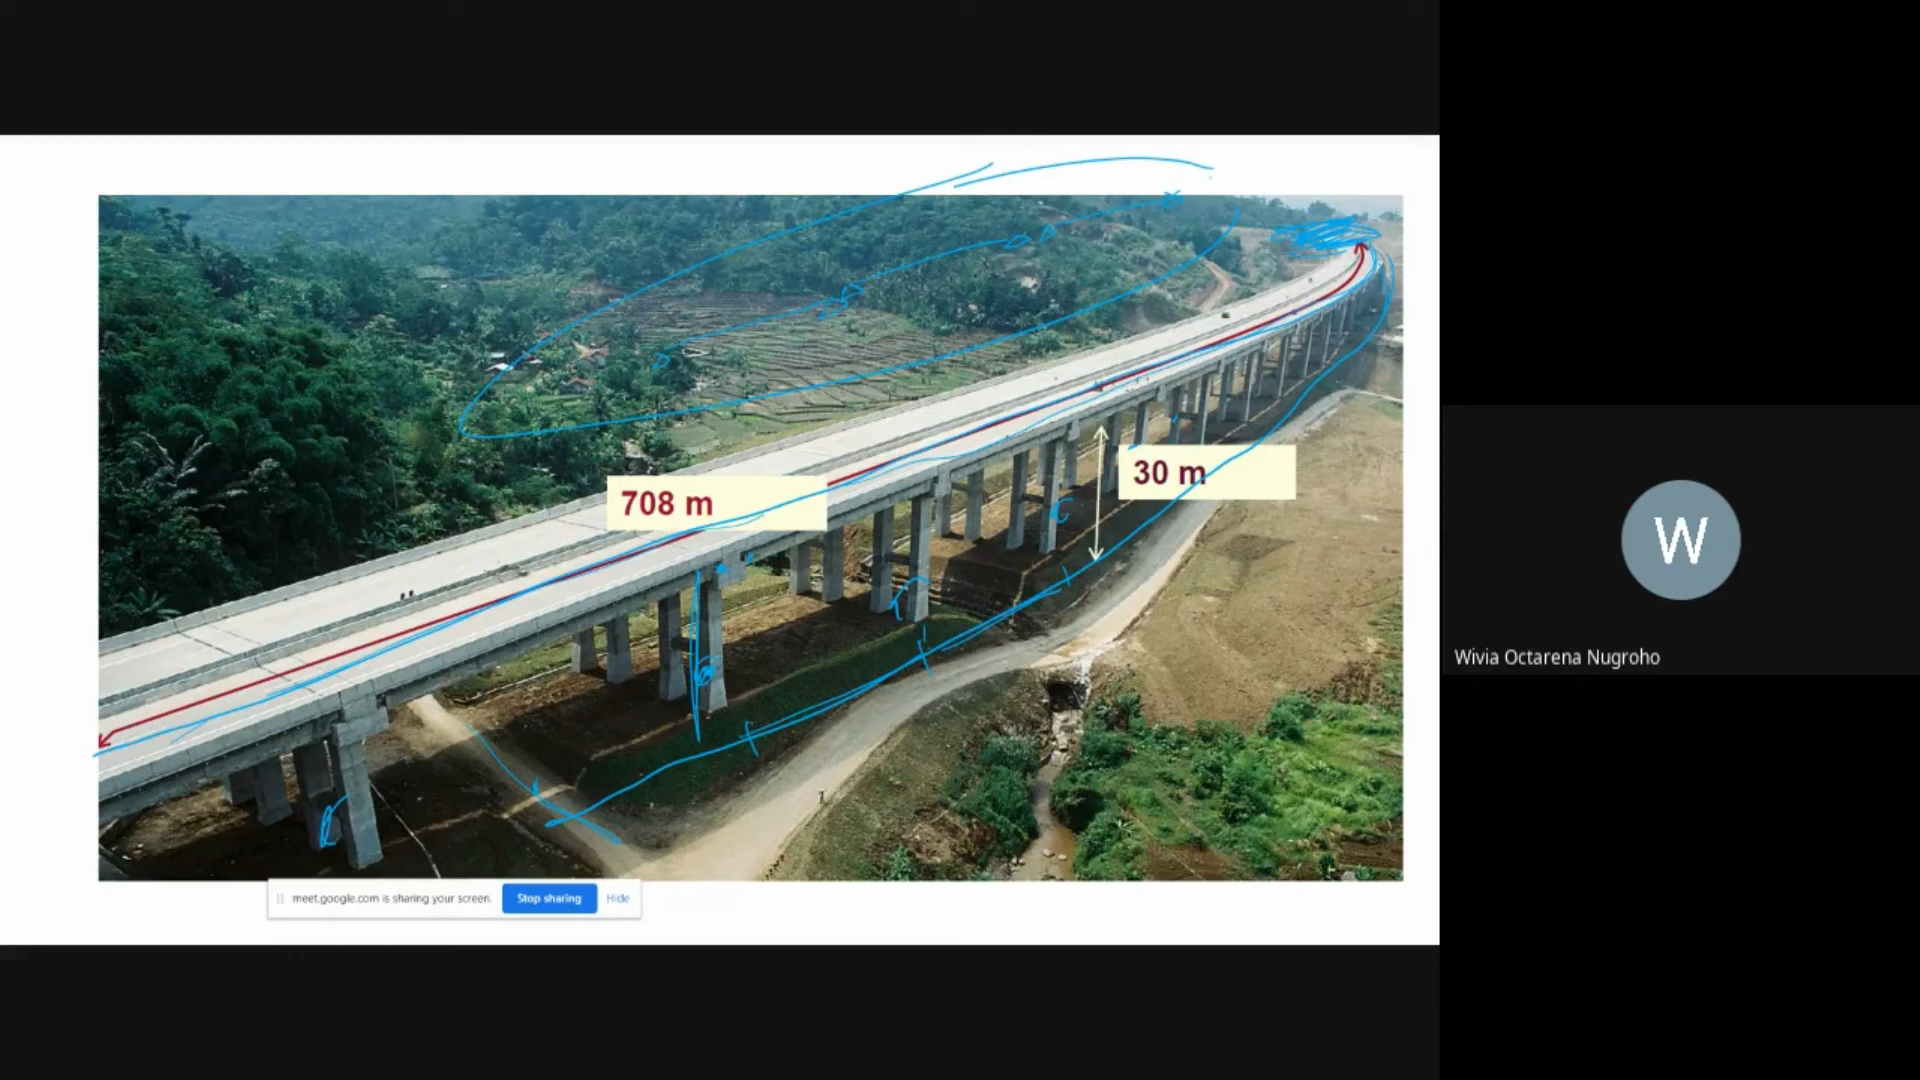 708 m
30 m
W
Wivia Octarena Nugroho
meet.google.com is sharing your screen.
Stop sharing
Hide